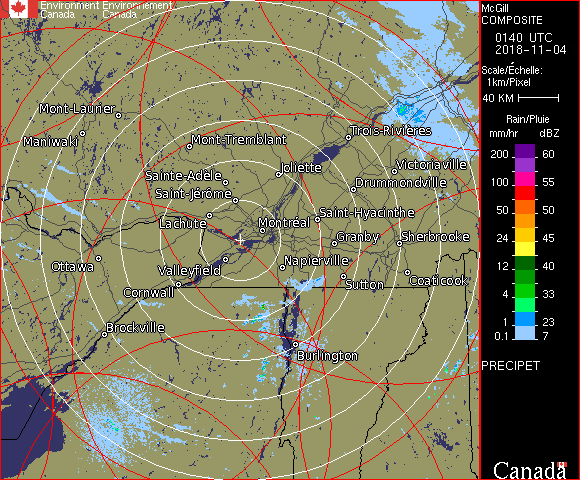 Environment Environnement
Canada Canada
Mont-Laurier
Maniwaki
Mont-Tremblant
Trois-Rivières
Sainte-Adèle
Joliette
Victoriaville
Saint-Jérôme
Drummondville
Lachute
Montréal
Saint-Hyacinthe
Granby
Sherbrooke
Ottawa
Valleyfield
Napierville
Cornwall
Sutton
Coaticook
Brockville
Burlington
McGill
COMPOSITE
0140 UTC
2018-11-04
Scale/Échelle:
1km/Pixel
40 KM
Rain/Pluie
mm/hr dBZ
200 60
100 55
50 50
24 45
12 40
4 33
1 23
0.1 7
PRECIPET
Canada